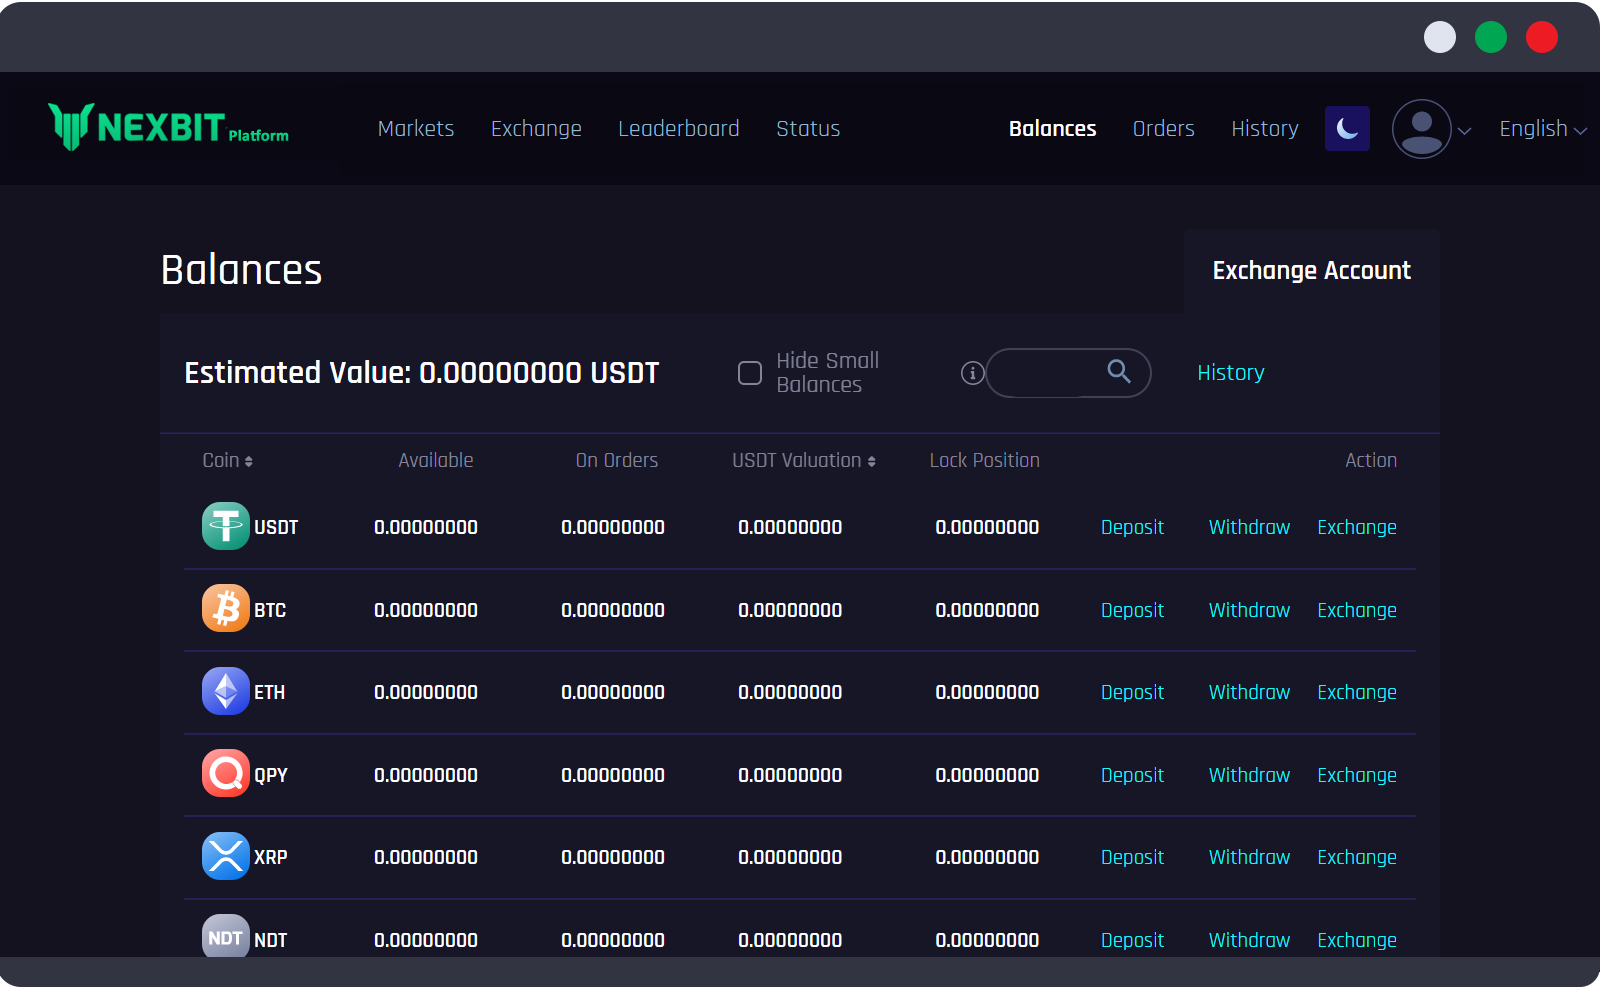 NEXBIT Platform Markets Exchange Leaderboard Status Balances Orders History English
Balances
Exchange Account
Estimated Value: 0.00000000 USDT
Hide Small
Balances
History
Coin Available On Orders USDT Valuation Lock Position Action
USDT 0.00000000 0.00000000 0.00000000 0.00000000 Deposit Withdraw Exchange
BTC 0.00000000 0.00000000 0.00000000 0.00000000 Deposit Withdraw Exchange
ETH 0.00000000 0.00000000 0.00000000 0.00000000 Deposit Withdraw Exchange
QPY 0.00000000 0.00000000 0.00000000 0.00000000 Deposit Withdraw Exchange
XRP 0.00000000 0.00000000 0.00000000 0.00000000 Deposit Withdraw Exchange
NDT NDT 0.00000000 0.00000000 0.00000000 0.00000000 Deposit Withdraw Exchange